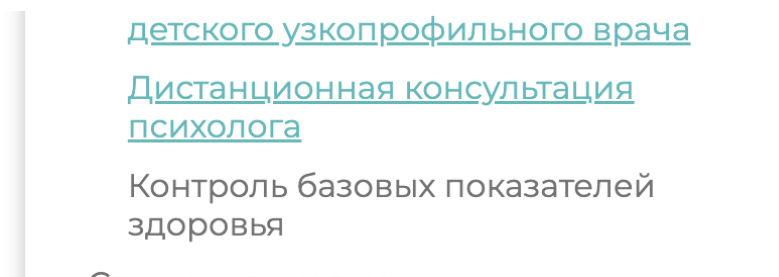 детского узкопрофильного врача
Дистанционная консультация
психолога
Контроль базовых показателей
здоровья